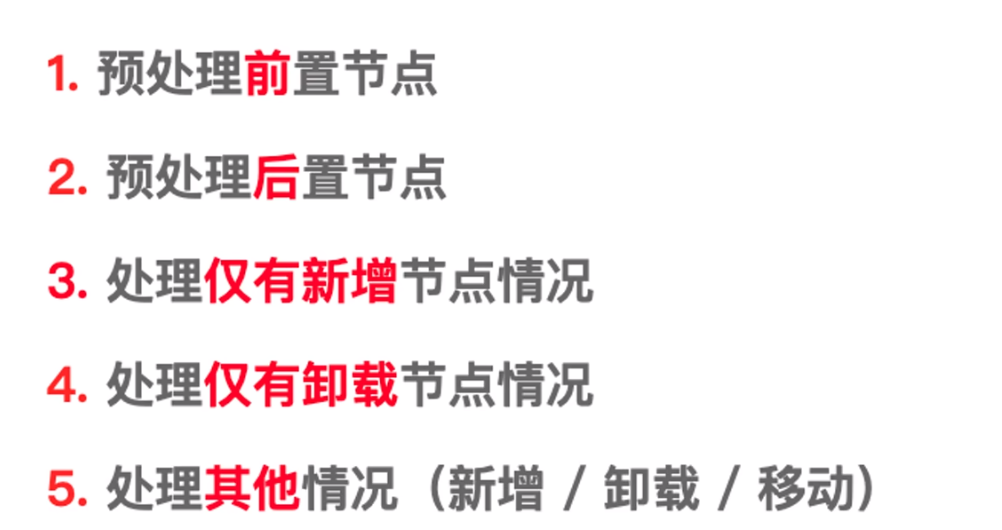 1. 预处理前置节点
2. 预处理后置节点
3. 处理仅有新增节点情况
4. 处理仅有卸载节点情况
5. 处理其他情况（新增 / 卸载 / 移动）